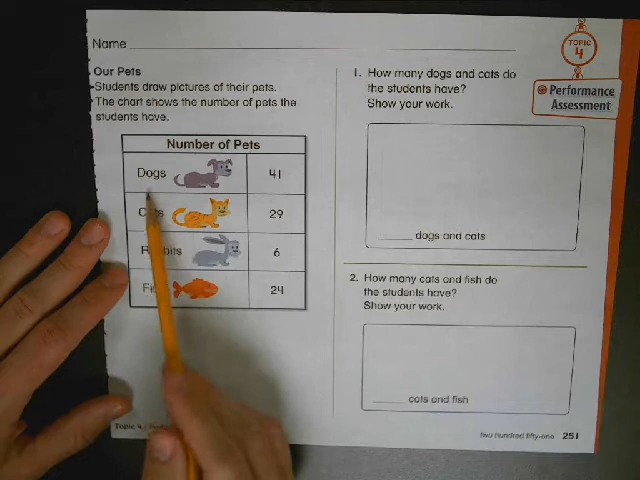 Name
TOPIC
4
Performance
Assessment
Our Pets
Students draw pictures of their pets.
The chart shows the number of pets the
students have.
Number of Pets
Dogs 41
29
6
24
1. How many dogs and cats do
the students have?
Show your work.
dogs and cats
2. How many cats and fish do
the students have?
Show your work.
cats and fish
Topic 4
two hundred fifty-one 251